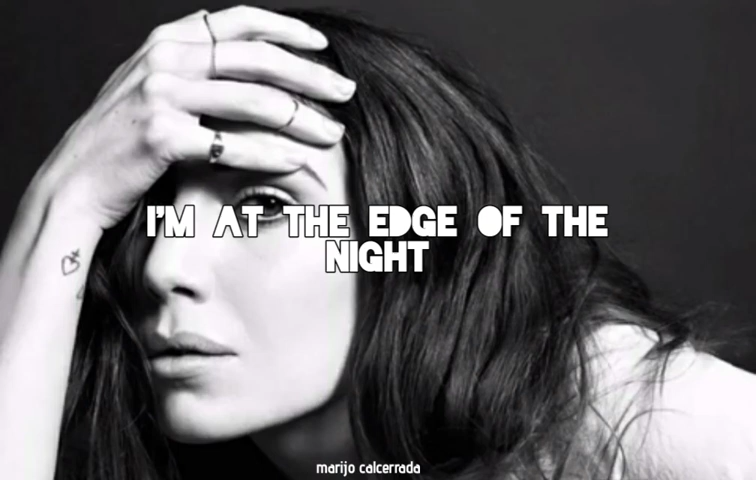 I'M AT THE EDGE OF THE
NIGHT
marijo calcerrada